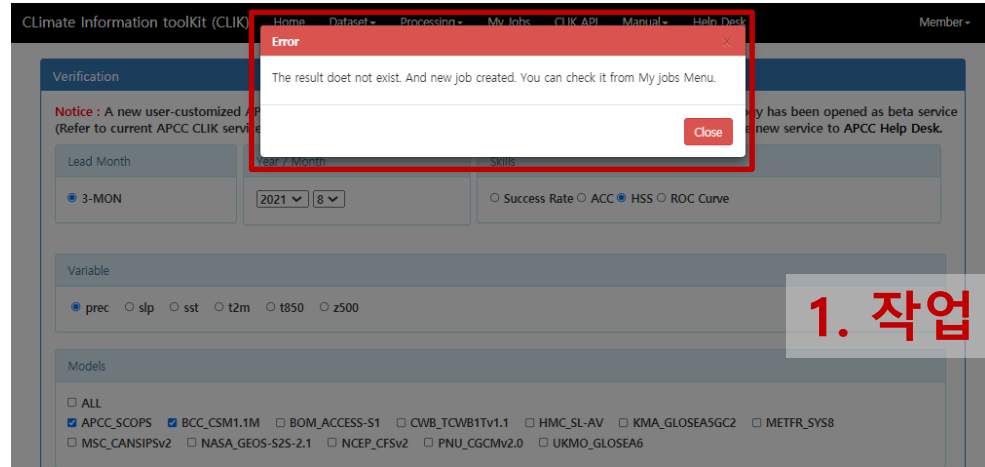 CLimate Information toolKit (CLIK) Home Dataset Processing My Jobs CLIK API Manual Help Desk Member
Error ×
The result doet not exist. And new job created. You can check it from My jobs Menu.
Close
Verification
Notice : A new user-customized has been opened as beta service
(Refer to current APCC CLIK new service to APCC Help Desk.
Lead Month Year / Month Skills
3-MON 2021 8 Success Rate ACC HSS ROC Curve
Variable
prec slp sst t2m t850 z500
1. 작업
Models
ALL
APCC_SCOPS BCC_CSM1.1M BOM_ACCESS-S1 CWB_TCWB1Tv1.1 HMC_SL-AV KMA_GLOSEA5GC2 METFR_SYS8
MSC_CANSIPSv2 NASA_GEOS-S2S-2.1 NCEP_CFSv2 PNU_CGCMv2.0 UKMO_GLOSEA6